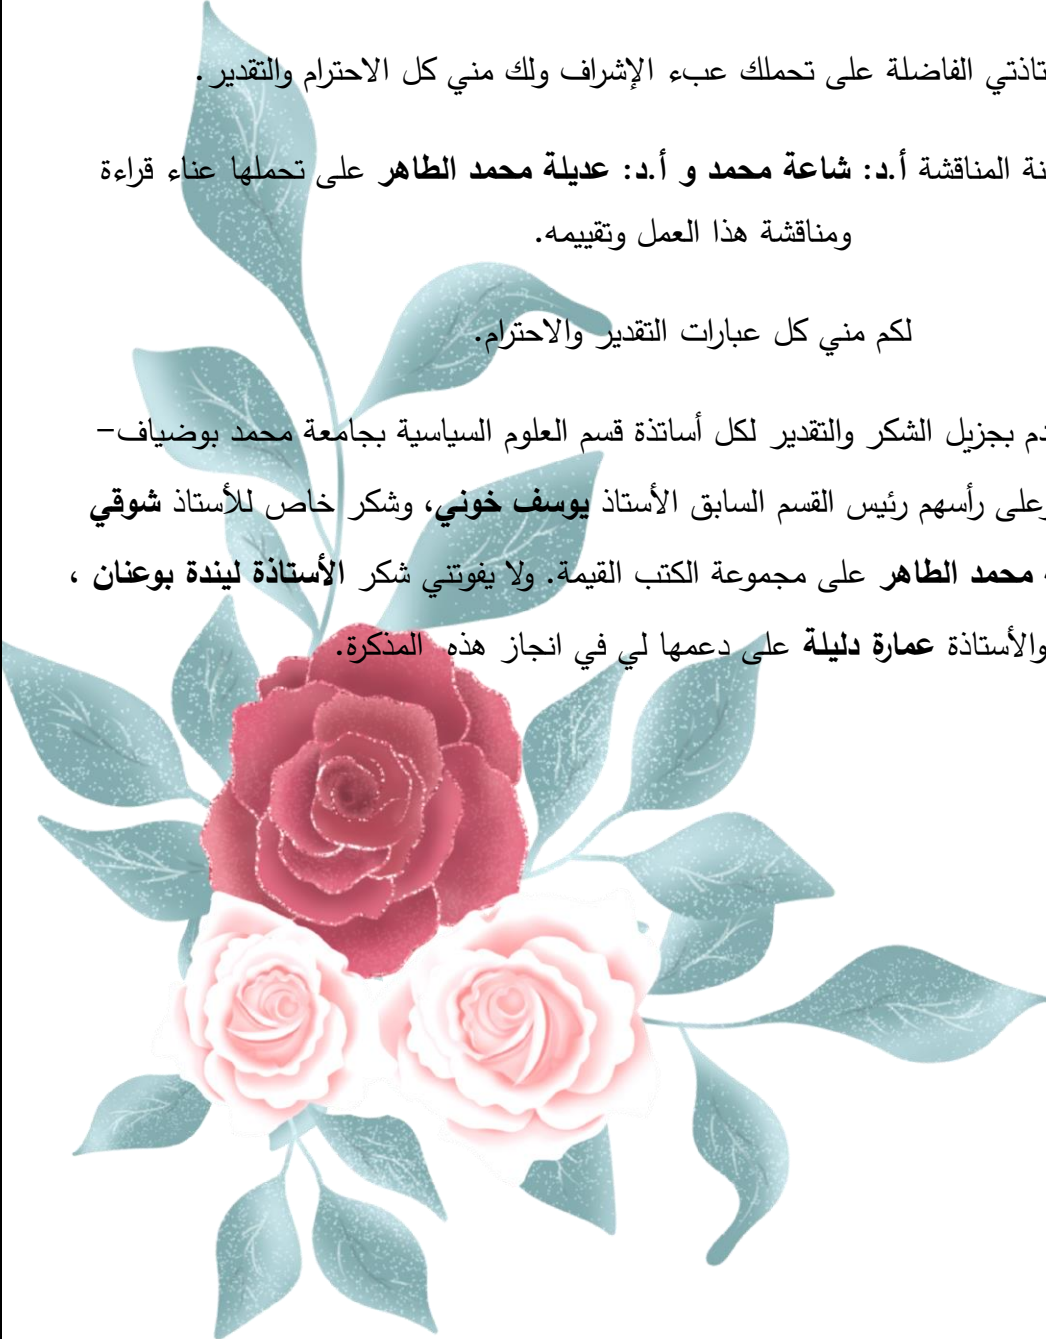 تاذتي الفاضلة على تحملك عبء الإشراف ولك مني كل الاحترام والتقدير .
نة المناقشة أ.د: شاعة محمد و أ.د: عديلة محمد الطاهر على تحملها عناء قراءة
ومناقشة هذا العمل وتقييمه.
لكم مني كل عبارات التقدير والاحترام.
دم بجزيل الشكر والتقدير لكل أساتذة قسم العلوم السياسية بجامعة محمد بوضياف–
وعلى رأسهم رئيس القسم السابق الأستاذ يوسف خوني، وشكر خاص للأستاذ شوقي
محمد الطاهر على مجموعة الكتب القيمة. ولا يفوتني شكر الأستاذة ليندة بوعنان ،
والأستاذة عمارة دليلة على دعمها لي في انجاز هذه المذكرة.